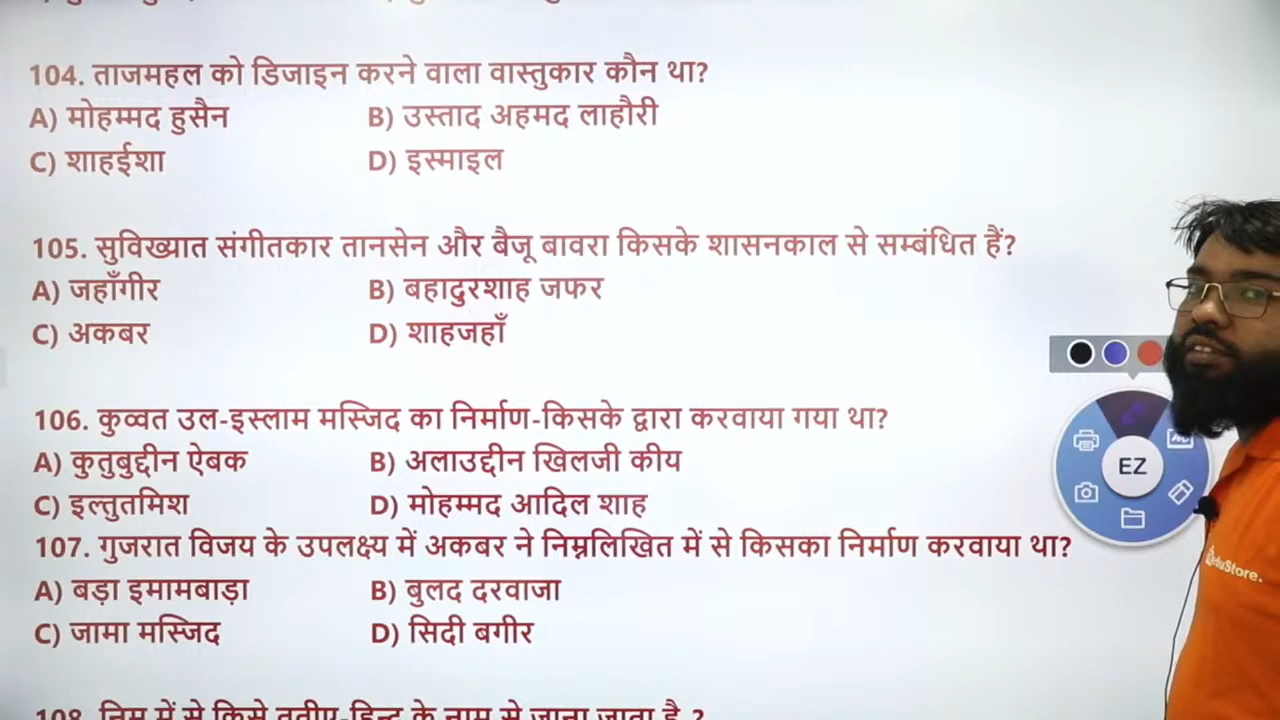 104. ताजमहल को डिजाइन करने वाला वास्तुकार कौन था?
A) मोहम्मद हुसैन B) उस्ताद अहमद लाहौरी
C) शाहईशा D) इस्माइल
105. सुविख्यात संगीतकार तानसेन और बैजू बावरा किसके शासनकाल से सम्बंधित हैं?
A) जहाँगीर B) बहादुरशाह जफर
C) अकबर D) शाहजहाँ
106. कुव्वत उल-इस्लाम मस्जिद का निर्माण-किसके द्वारा करवाया गया था?
A) कुतुबुद्दीन ऐबक B) अलाउद्दीन खिलजी कीय
C) इल्तुतमिश D) मोहम्मद आदिल शाह
107. गुजरात विजय के उपलक्ष्य में अकबर ने निम्नलिखित में से किसका निर्माण करवाया था?
A) बड़ा इमामबाड़ा B) बुलद दरवाजा
C) जामा मस्जिद D) सिदी बगीर
108. निम्न में से किसे तूतीए-हिन्द के नाम से जाना जाता है ?
EZ
eduStore.